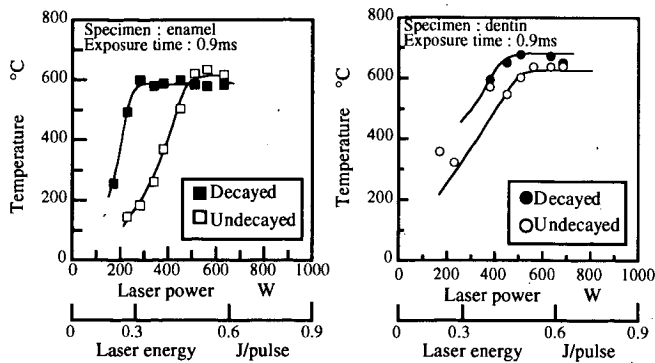 Specimen : enamel
Exposure time : 0.9ms
800
600
400
200
0
Temperature °C
Decayed
Undecayed
0 200 400 600 800 1000
Laser power W
0 0.3 0.6 0.9
Laser energy J/pulse
Specimen : dentin
Exposure time : 0.9ms
800
600
400
200
0
Temperature °C
Decayed
Undecayed
0 200 400 600 800 1000
Laser power W
0 0.3 0.6 0.9
Laser energy J/pulse